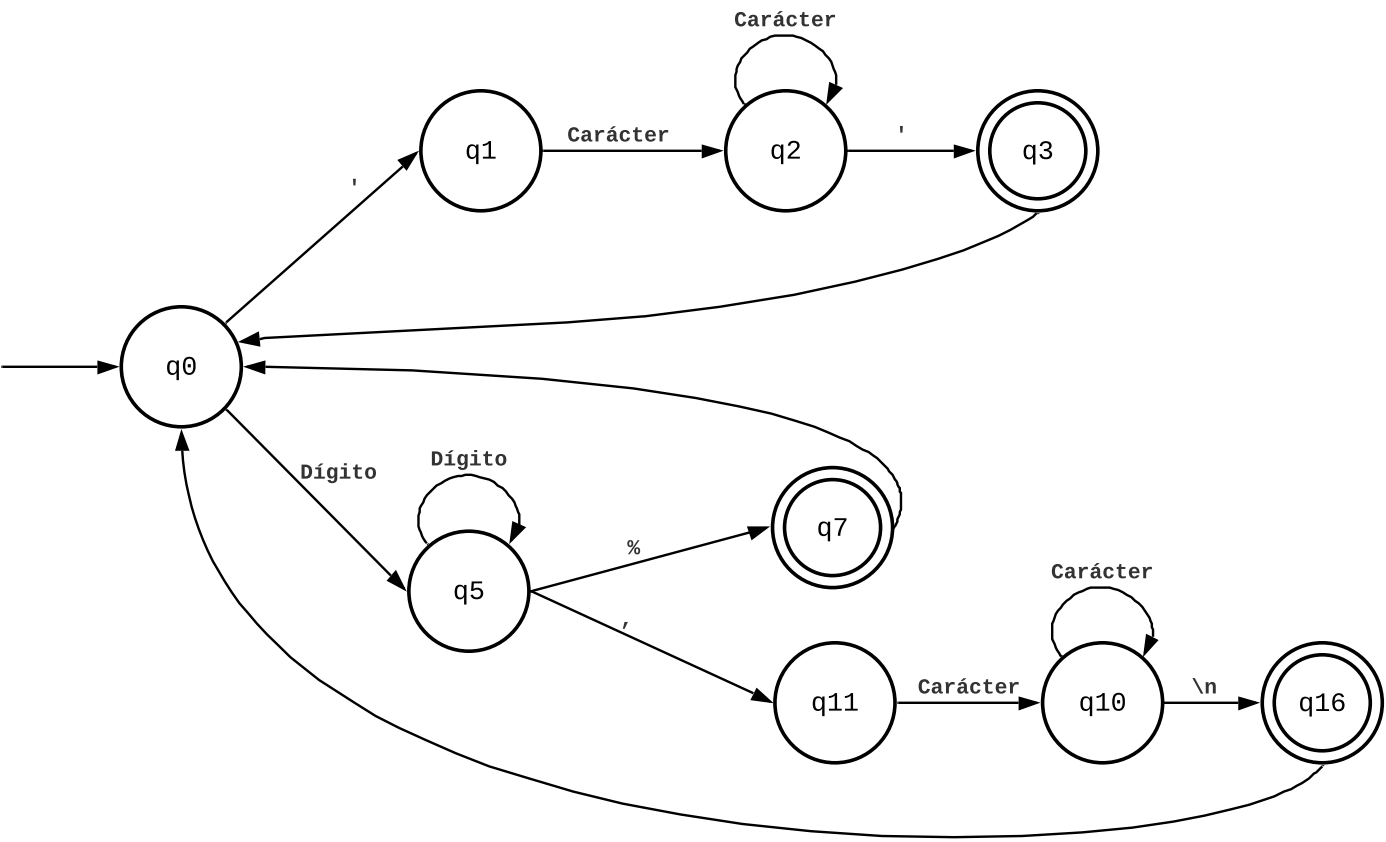 Carácter
Carácter
'
q1
q2
q3
'
q0
Dígito
Dígito
q7
%
q5
Carácter
,
Carácter
\n
q11
q10
q16